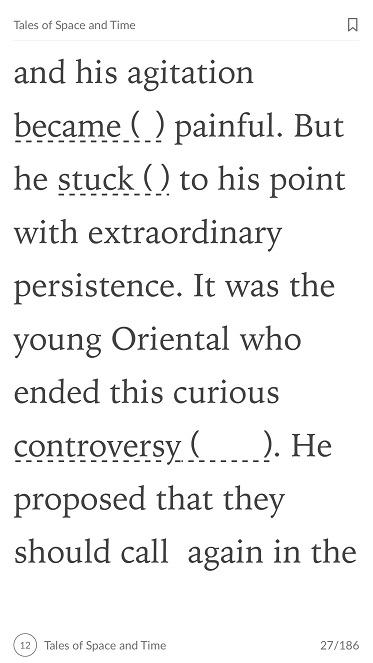 Tales of Space and Time
and his agitation
became ( ) painful. But
he stuck ( ) to his point
with extraordinary
persistence. It was the
young Oriental who
ended this curious
controversy ( ). He
proposed that they
should call again in the
12 Tales of Space and Time 27/186